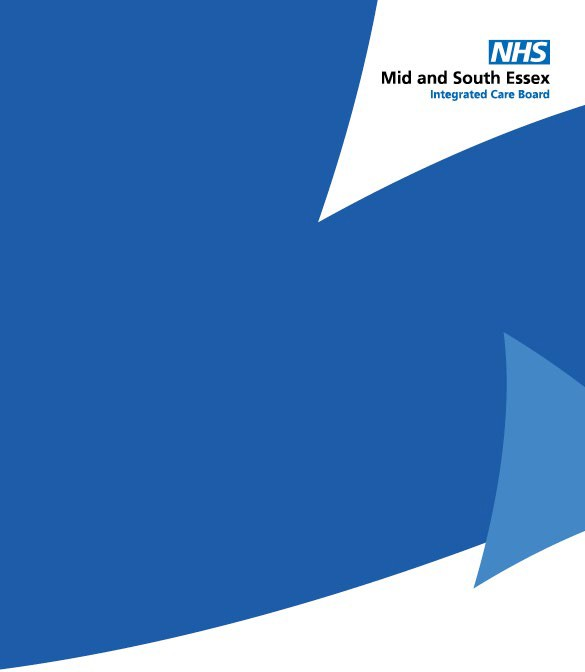 NHS
Mid and South Essex
Integrated Care Board